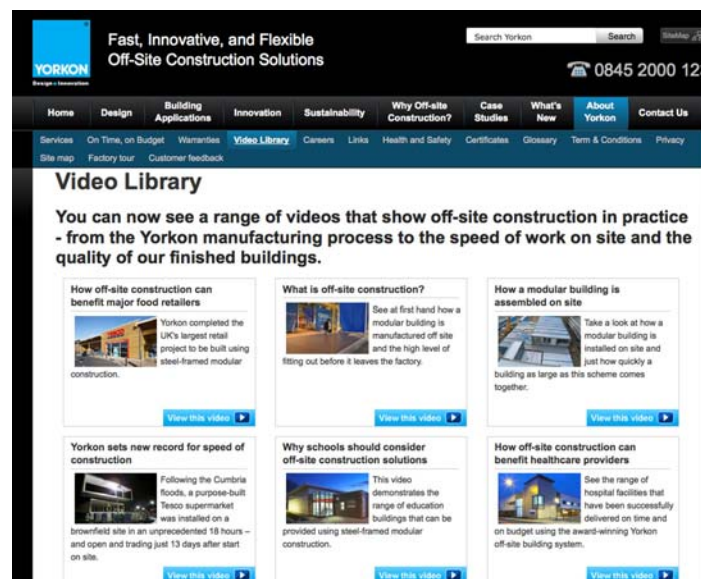 Fast, Innovative, and Flexible
Off-Site Construction Solutions
YORKON
Design & Innovation
Search Yorkon
Search
SiteMap
0845 2000 12
Home Design Building Applications Innovation Sustainability Why Off-site Construction? Case Studies What's New About Yorkon Contact Us
Services On Time, on Budget Warranties Video Library Careers Links Health and Safety Certificates Glossary Term & Conditions Privacy
Site map Factory tour Customer feedback
Video Library
You can now see a range of videos that show off-site construction in practice
- from the Yorkon manufacturing process to the speed of work on site and the
quality of our finished buildings.
How off-site construction can
benefit major food retailers
Yorkon completed the
UK's largest retail
project to be built using
steel-framed modular
construction.
View this video
What is off-site construction?
See at first hand how a
modular building is
manufactured off site
and the high level of
fitting out before it leaves the factory.
View this video
How a modular building is
assembled on site
Take a look at how a
modular building is
installed on site and
just how quickly a
building as large as this scheme comes
together.
View this video
Yorkon sets new record for speed of
construction
Following the Cumbria
floods, a purpose-built
Tesco supermarket
was installed on a
brownfield site in an unprecedented 18 hours –
and open and trading just 13 days after start
on site.
View this video
Why schools should consider
off-site construction solutions
This video
demonstrates the
range of education
buildings that can be
provided using steel-framed modular
construction.
View this video
How off-site construction can
benefit healthcare providers
See the range of
hospital facilities that
have been successfully
delivered on time and
on budget using the award-winning Yorkon
off-site building system.
View this video